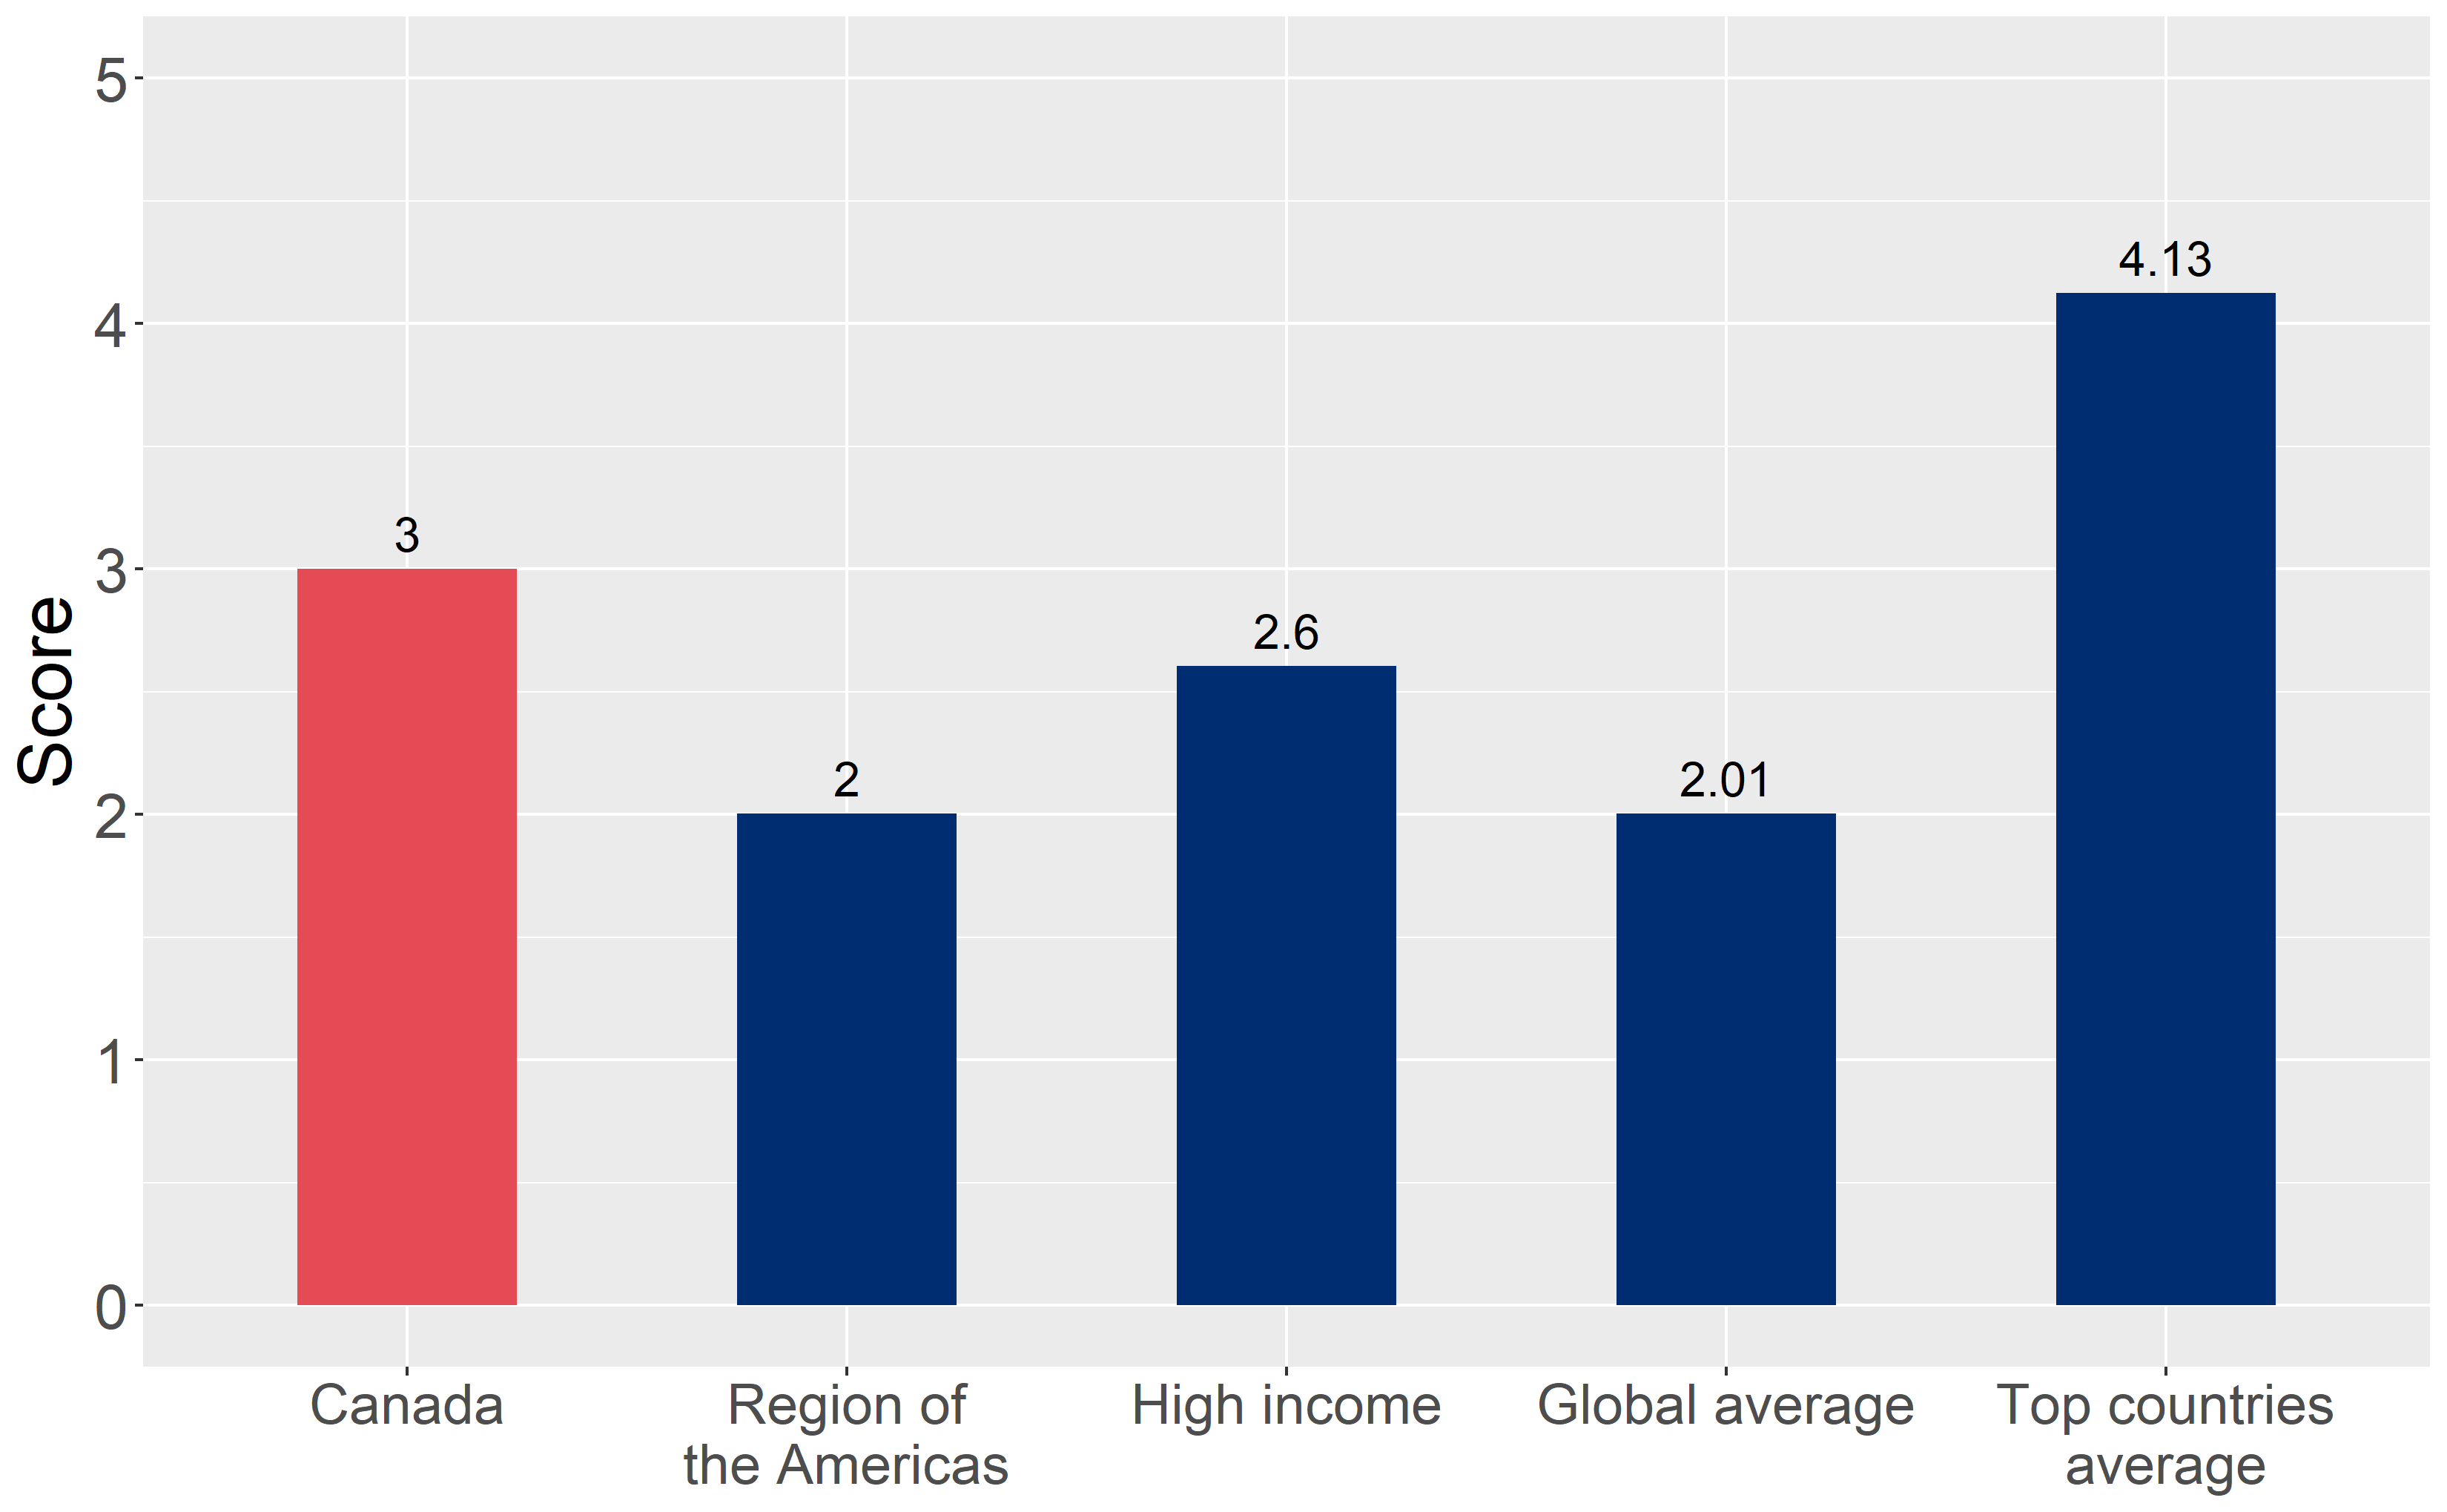 Score
5
4
3
2
1
0
3
2
2.6
2.01
4.13
Canada
Region of
the Americas
High income
Global average
Top countries
average